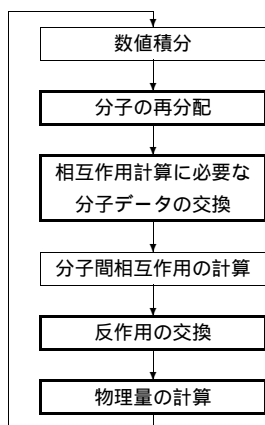 数値積分
分子の再分配
相互作用計算に必要な
分子データの交換
分子間相互作用の計算
反作用の交換
物理量の計算